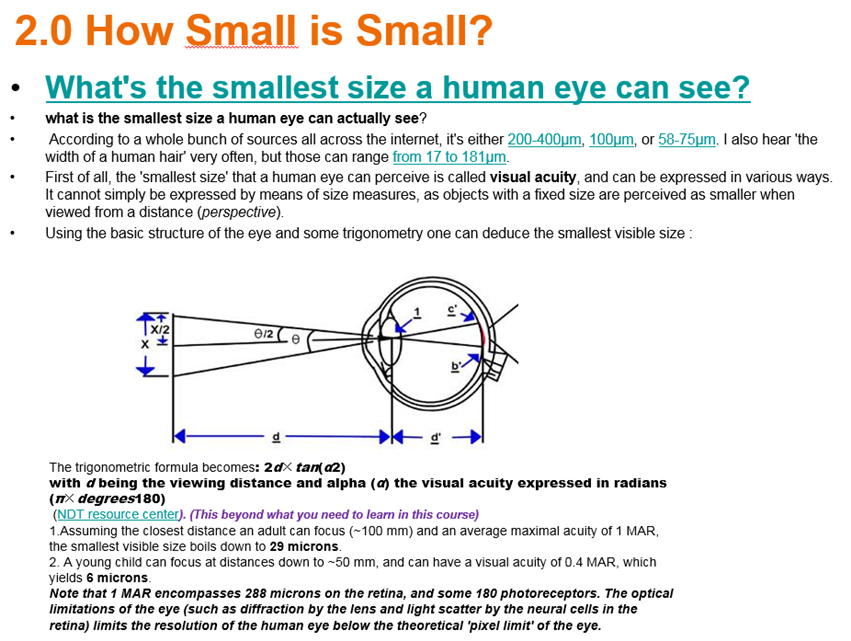 2.0 How Small is Small?
• What's the smallest size a human eye can see?
• what is the smallest size a human eye can actually see?
• According to a whole bunch of sources all across the internet, it's either 200-400µm, 100µm, or 58-75µm. I also hear 'the
width of a human hair' very often, but those can range from 17 to 181µm.
• First of all, the 'smallest size' that a human eye can perceive is called visual acuity, and can be expressed in various ways.
It cannot simply be expressed by means of size measures, as objects with a fixed size are perceived as smaller when
viewed from a distance (perspective).
• Using the basic structure of the eye and some trigonometry one can deduce the smallest visible size :
1
c'
X/2
θ/2
θ
X
b'
d
d'
The trigonometric formula becomes: 2d× tan(α2)
with d being the viewing distance and alpha (α) the visual acuity expressed in radians
(π× degrees180)
(NDT resource center). (This beyond what you need to learn in this course)
1.Assuming the closest distance an adult can focus (~100 mm) and an average maximal acuity of 1 MAR,
the smallest visible size boils down to 29 microns.
2. A young child can focus at distances down to ~50 mm, and can have a visual acuity of 0.4 MAR, which
yields 6 microns.
Note that 1 MAR encompasses 288 microns on the retina, and some 180 photoreceptors. The optical
limitations of the eye (such as diffraction by the lens and light scatter by the neural cells in the
retina) limits the resolution of the human eye below the theoretical 'pixel limit' of the eye.